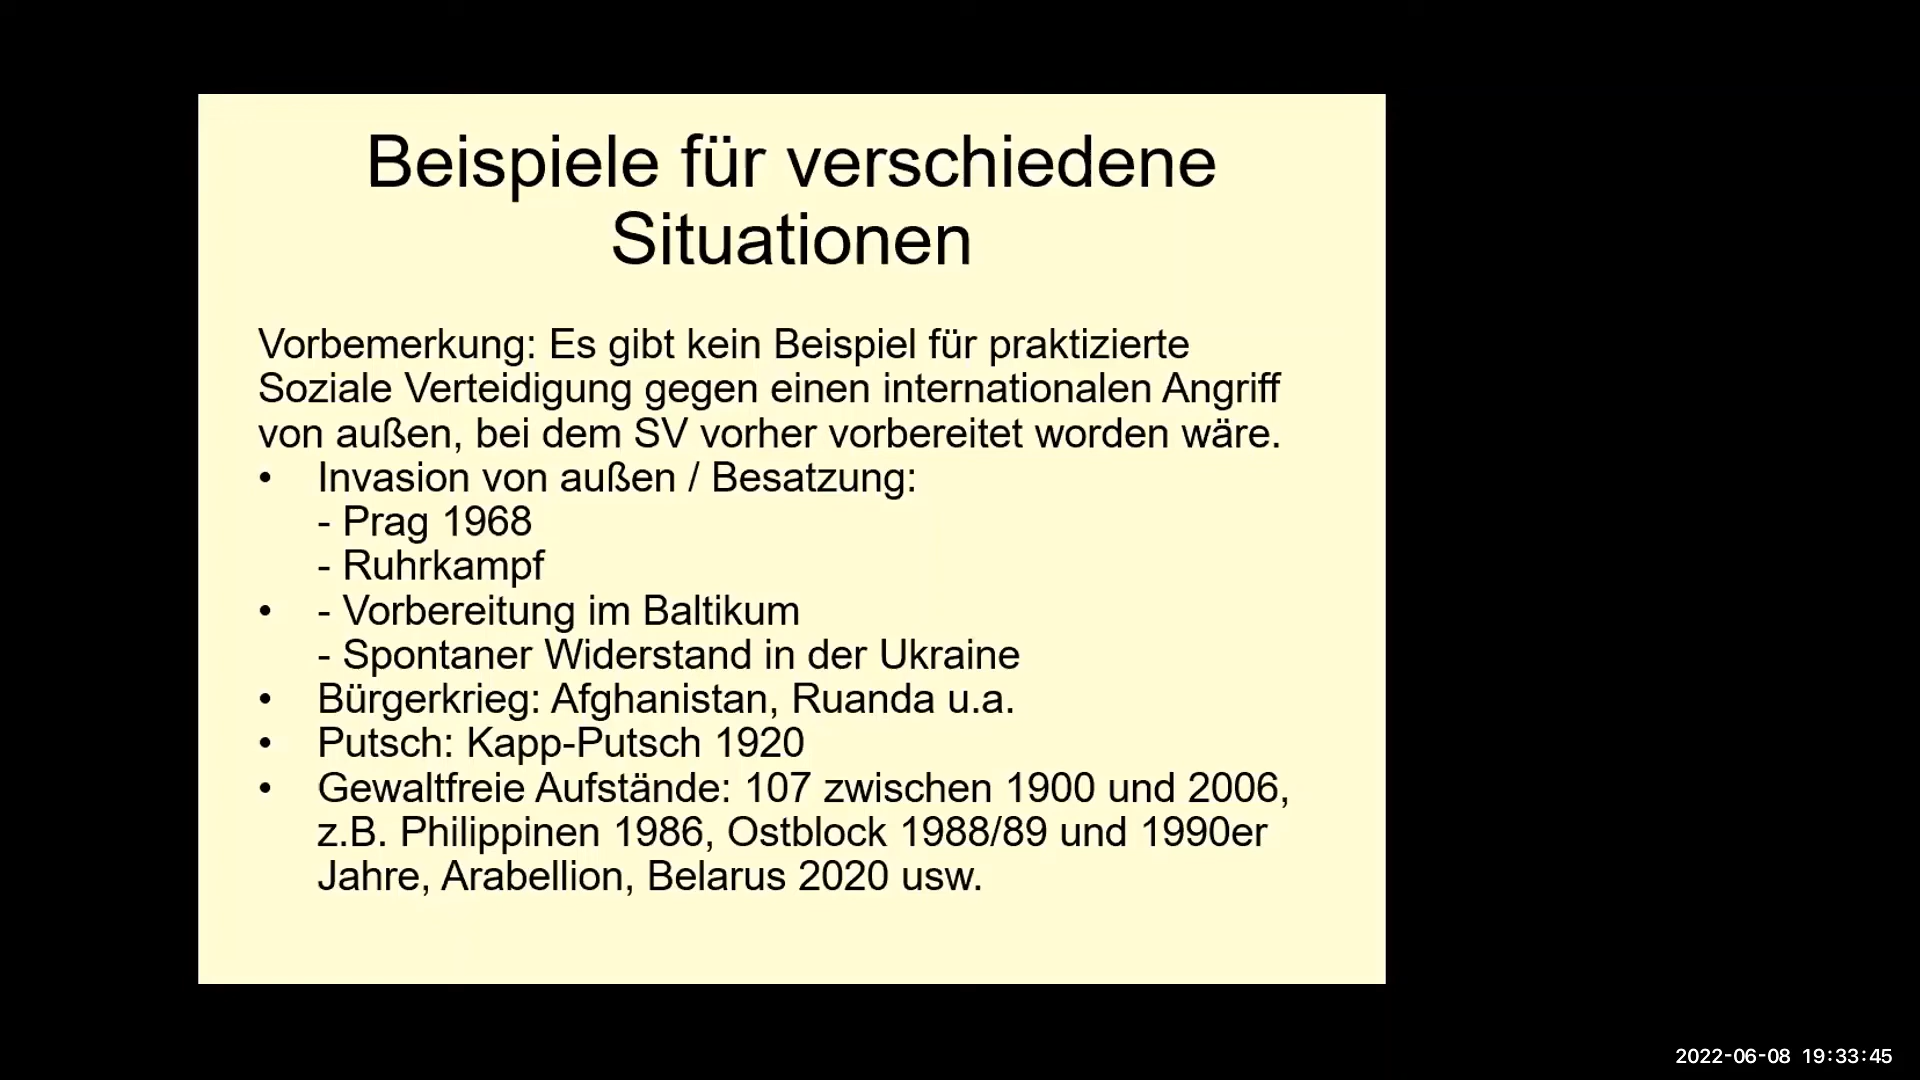 Beispiele für verschiedene
Situationen
Vorbemerkung: Es gibt kein Beispiel für praktizierte
Soziale Verteidigung gegen einen internationalen Angriff
von außen, bei dem SV vorher vorbereitet worden wäre.
• Invasion von außen / Besatzung:
- Prag 1968
- Ruhrkampf
• - Vorbereitung im Baltikum
- Spontaner Widerstand in der Ukraine
• Bürgerkrieg: Afghanistan, Ruanda u.a.
• Putsch: Kapp-Putsch 1920
• Gewaltfreie Aufstände: 107 zwischen 1900 und 2006,
z.B. Philippinen 1986, Ostblock 1988/89 und 1990er
Jahre, Arabellion, Belarus 2020 usw.
2022-06-08 19:33:45